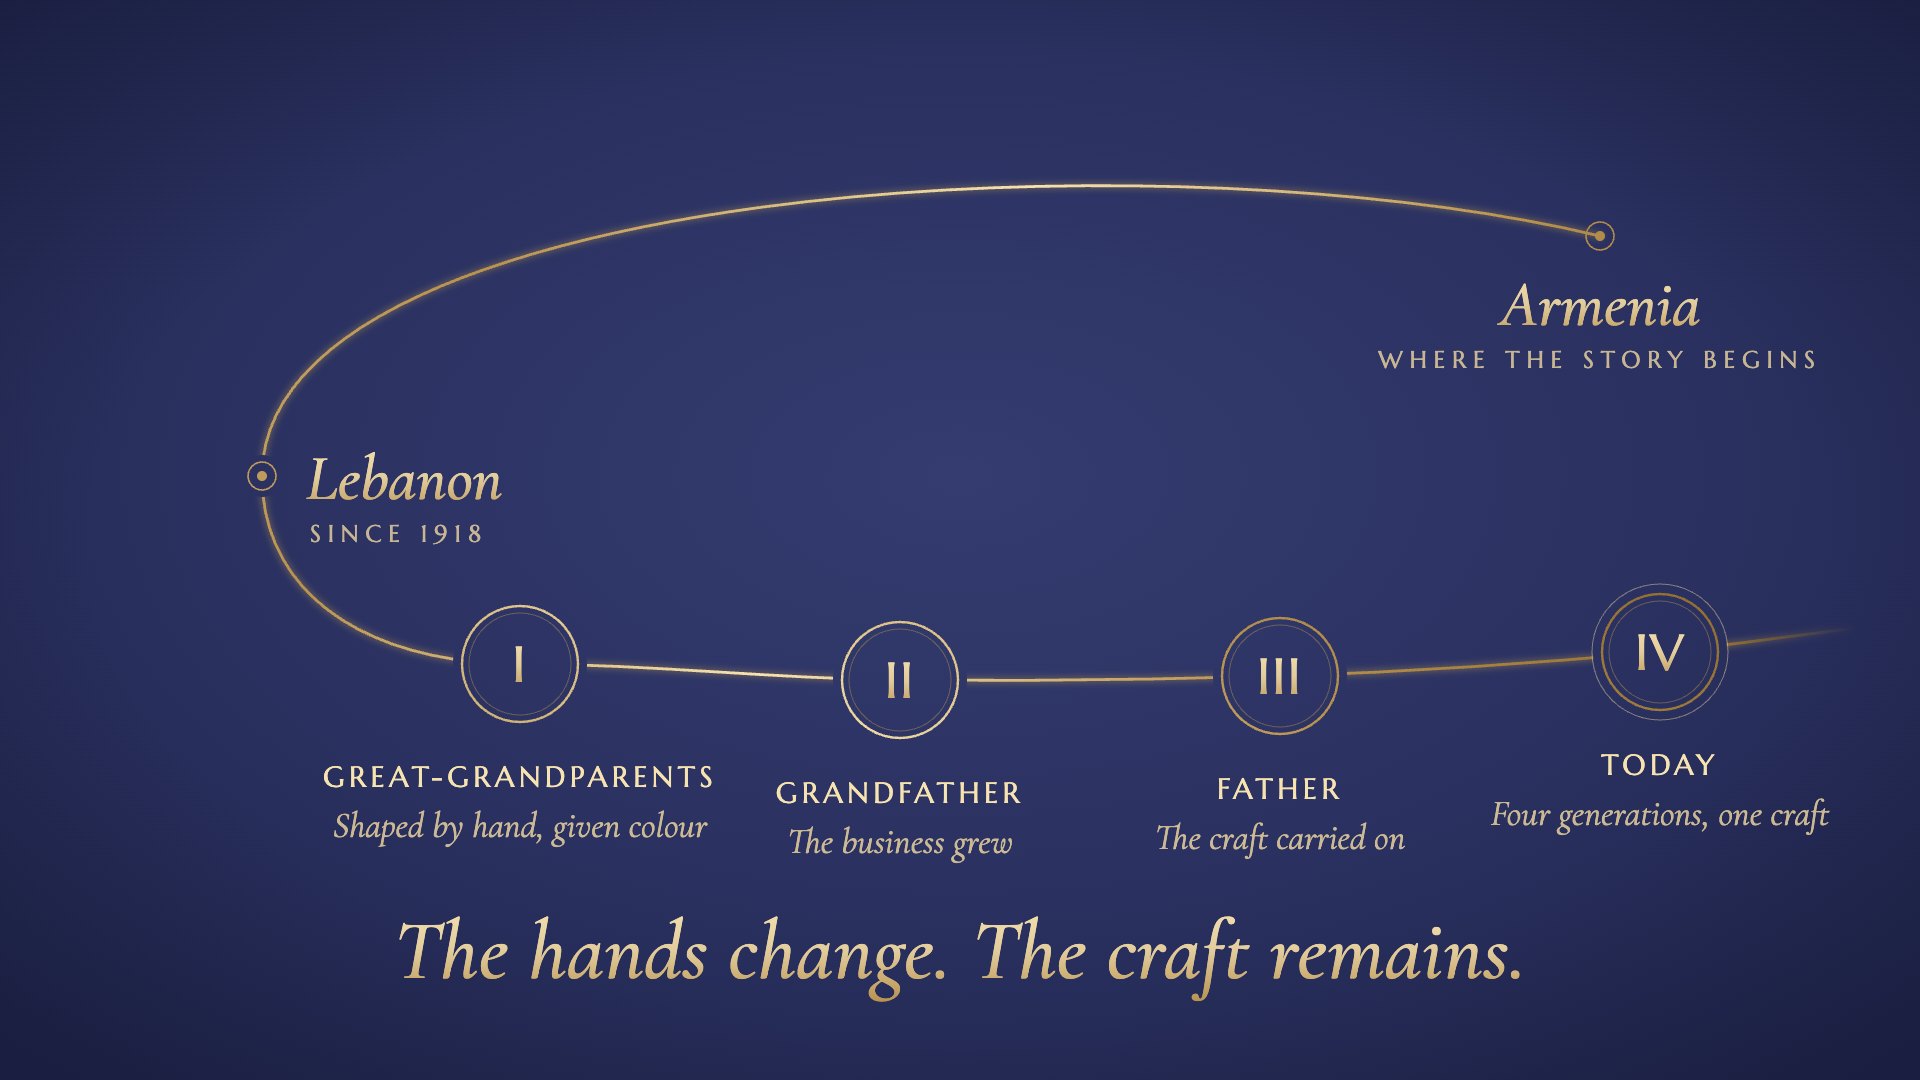 Armenia
WHERE THE STORY BEGINS
Lebanon
SINCE 1918
I
II
III
IV
GREAT-GRANDPARENTS
Shaped by hand, given colour
GRANDFATHER
The business grew
FATHER
The craft carried on
TODAY
Four generations, one craft
The hands change. The craft remains.